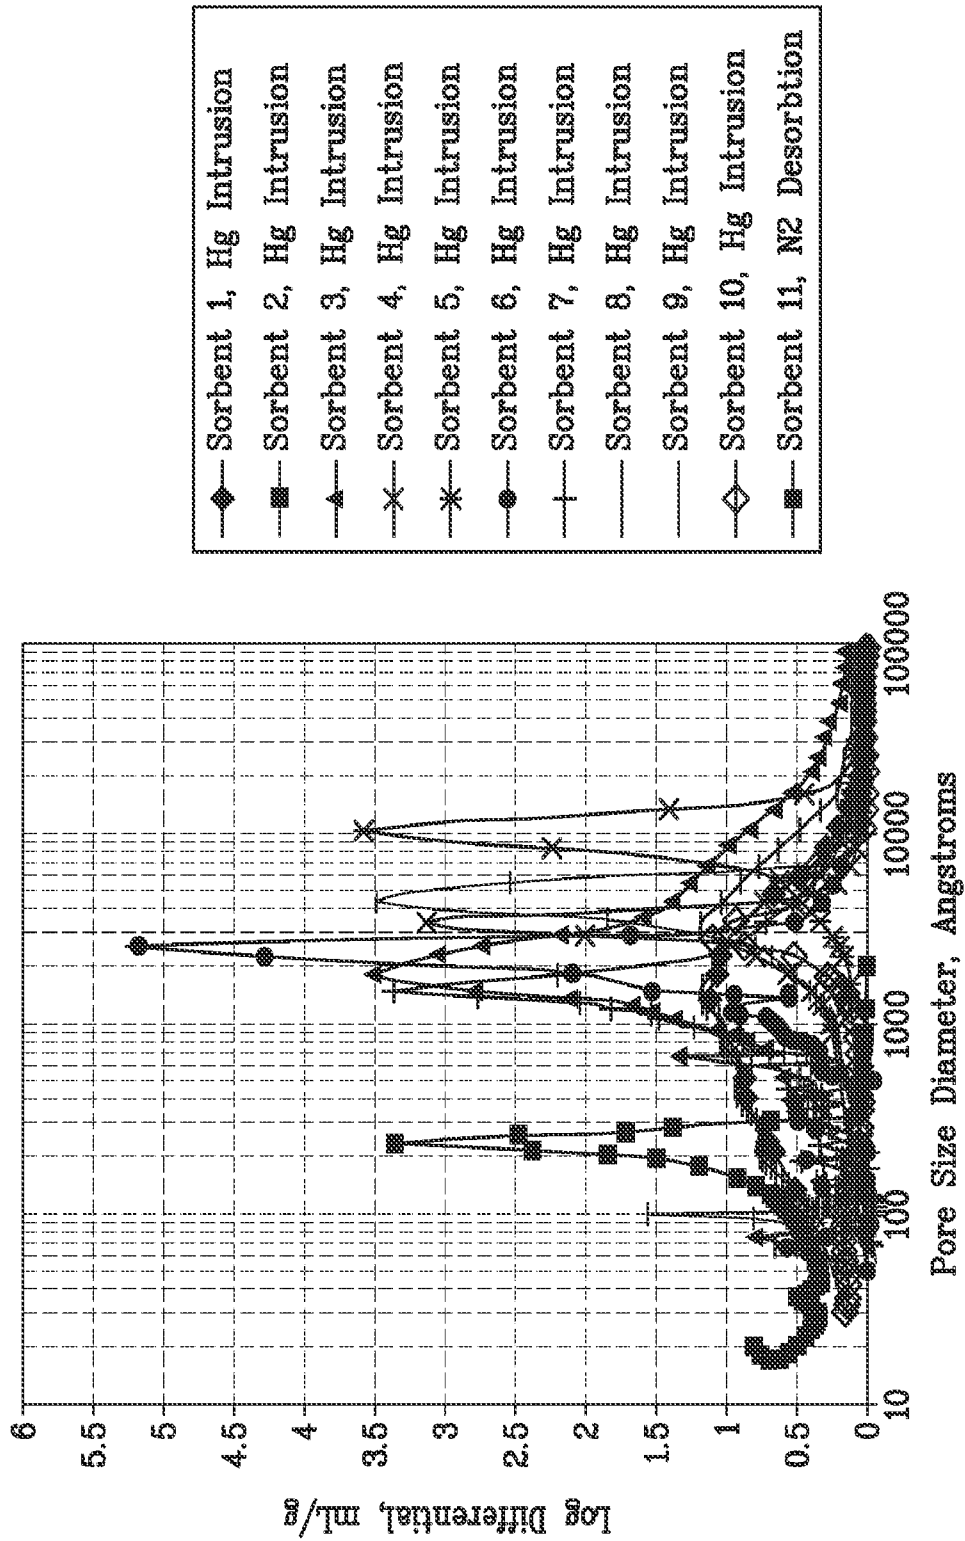 Log Differential, mL/g
6
5.5
5
4.5
4
3.5
3
2.5
2
1.5
1
0.5
0
10
100
1000
10000
100000
Pore Size Diameter, Angstroms
Sorbent 1, Hg Intrusion
Sorbent 2, Hg Intrusion
Sorbent 3, Hg Intrusion
Sorbent 4, Hg Intrusion
Sorbent 5, Hg Intrusion
Sorbent 6, Hg Intrusion
Sorbent 7, Hg Intrusion
Sorbent 8, Hg Intrusion
Sorbent 9, Hg Intrusion
Sorbent 10, Hg Intrusion
Sorbent 11, N2 Desorbtion